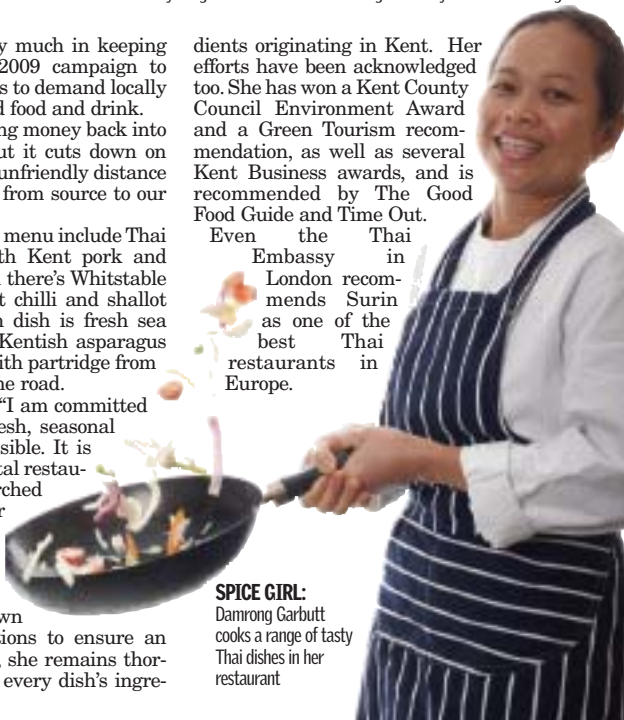 y much in keeping
2009 campaign to
s to demand locally
d food and drink.
ng money back into
ut it cuts down on
unfriendly distance
from source to our
menu include Thai
th Kent pork and
there's Whitstable
t chilli and shallot
n dish is fresh sea
Kentish asparagus
ith partridge from
ne road.
“I am committed
esh, seasonal
sible. It is
tal restau-
rched
r
wn
tions to ensure an
, she remains thor-
every dish's ingre-
dients originating in Kent. Her
efforts have been acknowledged
too. She has won a Kent County
Council Environment Award
and a Green Tourism recom-
mendation, as well as several
Kent Business awards, and is
recommended by The Good
Food Guide and Time Out.
Even the Thai
Embassy in
London recom-
mends Surin
as one of the
best Thai
restaurants in
Europe.
SPICE GIRL:
Damrong Garbutt
cooks a range of tasty
Thai dishes in her
restaurant